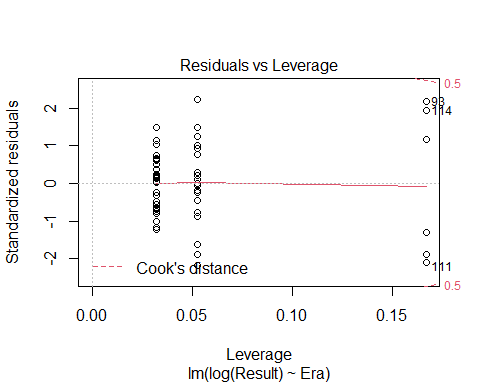 Residuals vs Leverage
Standardized residuals
2
1
0
-1
-2
0.5
93
114
111
0.5
Cook's distance
0.00 0.05 0.10 0.15
Leverage
lm(log(Result) ~ Era)